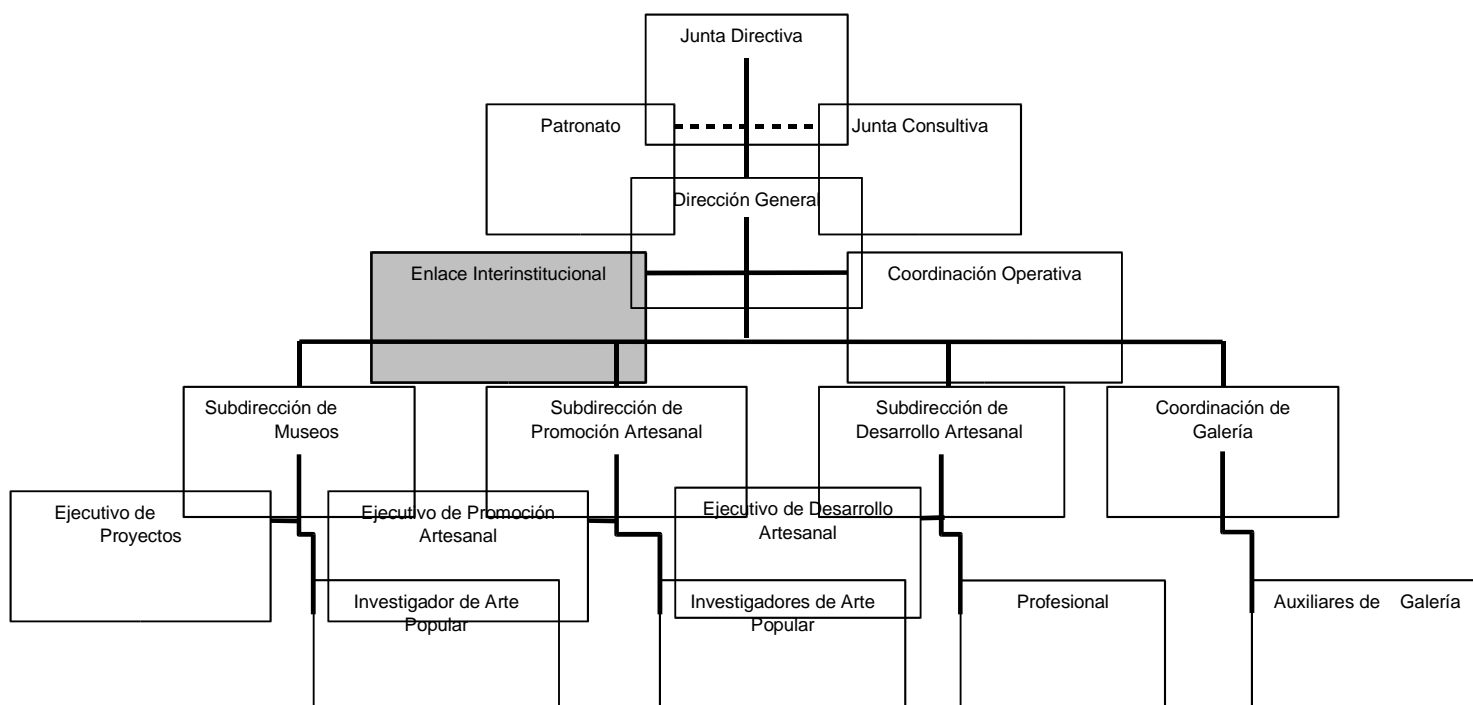 Junta Directiva
Patronato
Junta Consultiva
Dirección General
Enlace Interinstitucional
Coordinación Operativa
Subdirección de
Museos
Subdirección de
Promoción Artesanal
Subdirección de
Desarrollo Artesanal
Coordinación de
Galería
Ejecutivo de
Proyectos
Ejecutivo de Promoción
Artesanal
Ejecutivo de Desarrollo
Artesanal
Investigador de Arte
Popular
Investigadores de Arte
Popular
Profesional
Auxiliares de Galería